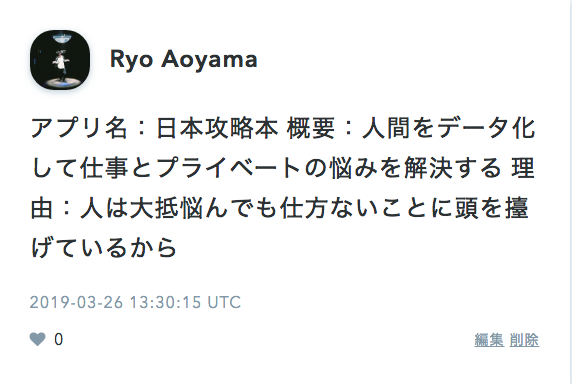 Ryo Aoyama
アプリ名：日本攻略本 概要：人間をデータ化
して仕事とプライベートの悩みを解決する 理
由：人は大抵悩んでも仕方ないことに頭を擡
げているから
2019-03-26 13:30:15 UTC
0
編集 削除